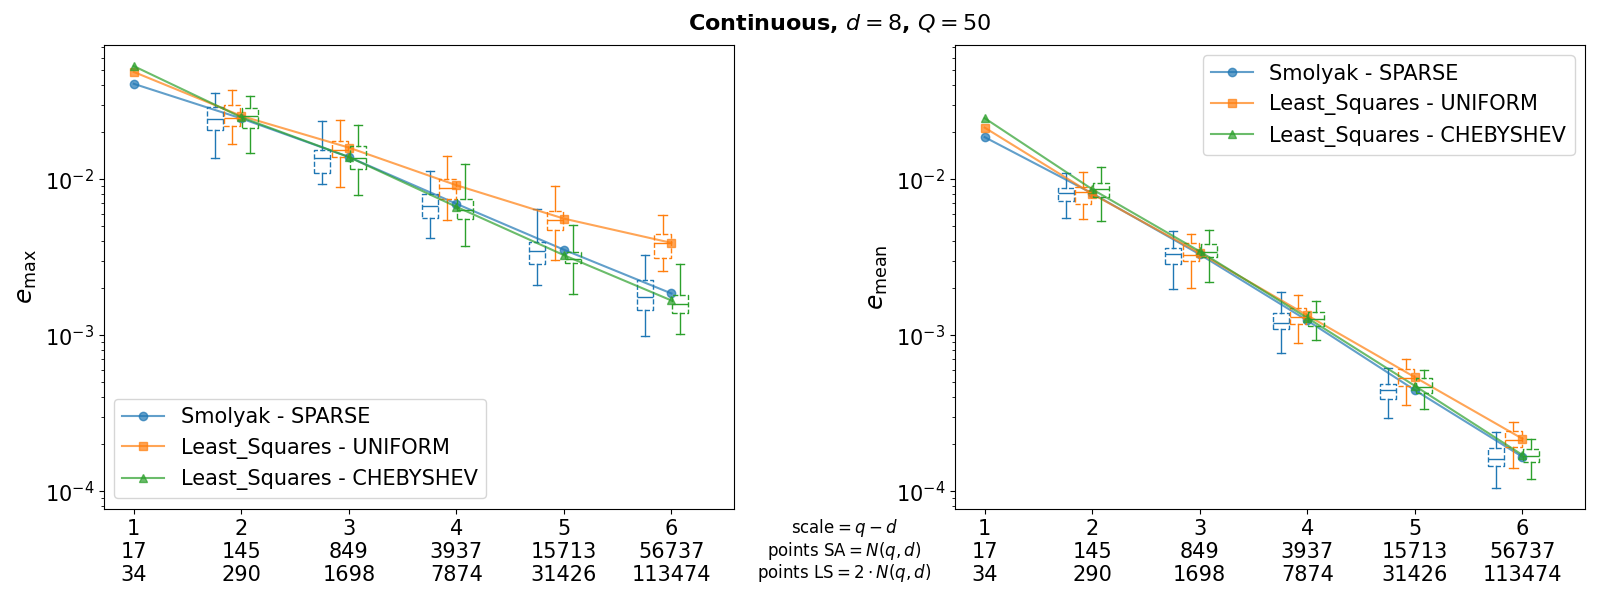 Continuous, d = 8, Q = 50
e_max
10^{-2}
10^{-3}
10^{-4}
Smolyak - SPARSE
Least_Squares - UNIFORM
Least_Squares - CHEBYSHEV
1 2 3 4 5 6
17 145 849 3937 15713 56737
34 290 1698 7874 31426 113474
scale = q − d
points SA = N(q, d)
points LS = 2 · N(q, d)
e_mean
10^{-2}
10^{-3}
10^{-4}
Smolyak - SPARSE
Least_Squares - UNIFORM
Least_Squares - CHEBYSHEV
1 2 3 4 5 6
17 145 849 3937 15713 56737
34 290 1698 7874 31426 113474